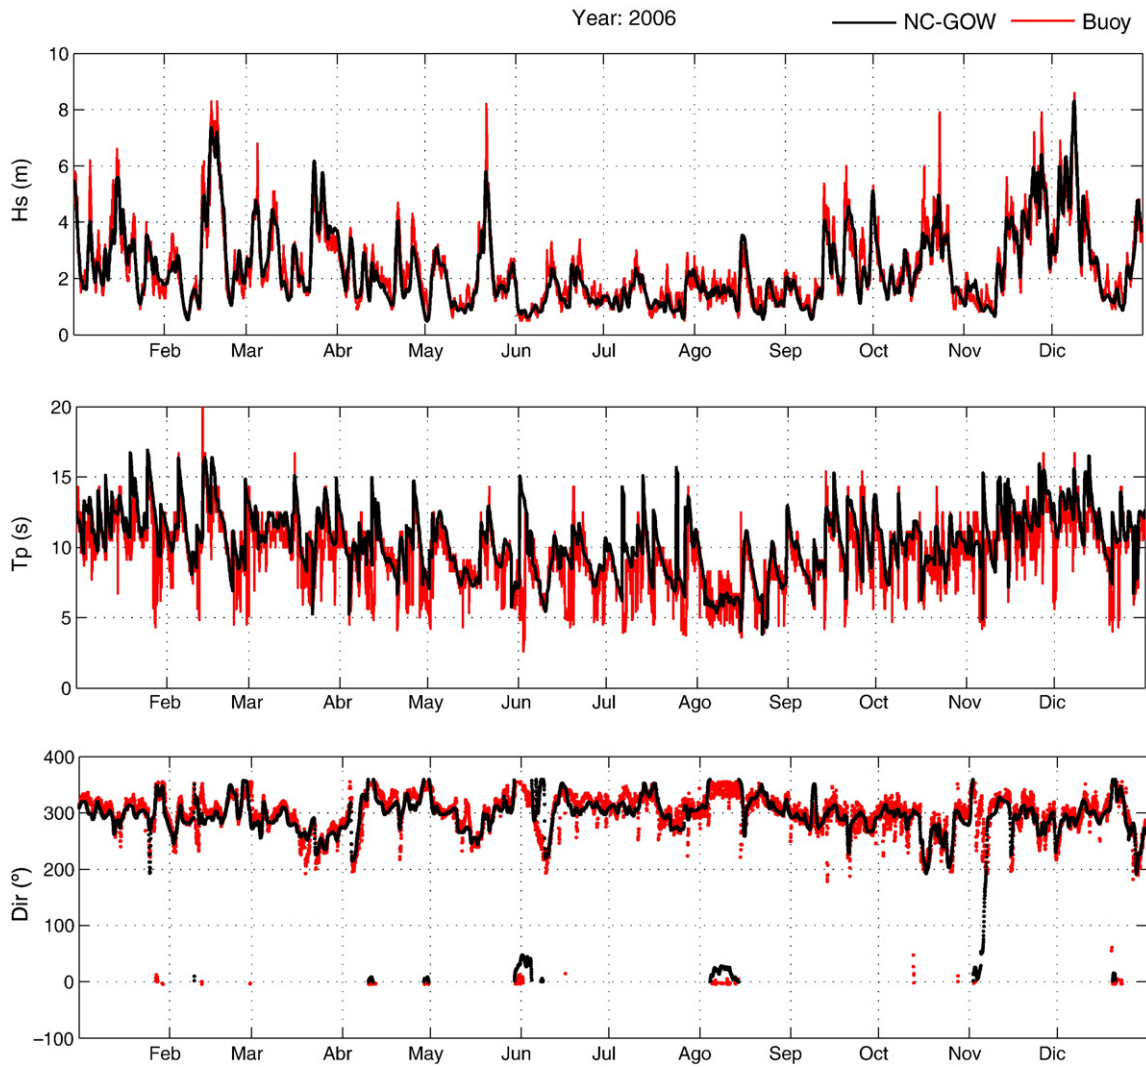 Year: 2006
NC-GOW
Buoy
Hs (m)
10
8
6
4
2
0
Feb Mar Abr May Jun Jul Ago Sep Oct Nov Dic
Tp (s)
20
15
10
5
0
Feb Mar Abr May Jun Jul Ago Sep Oct Nov Dic
Dir (º)
400
300
200
100
0
−100
Feb Mar Abr May Jun Jul Ago Sep Oct Nov Dic